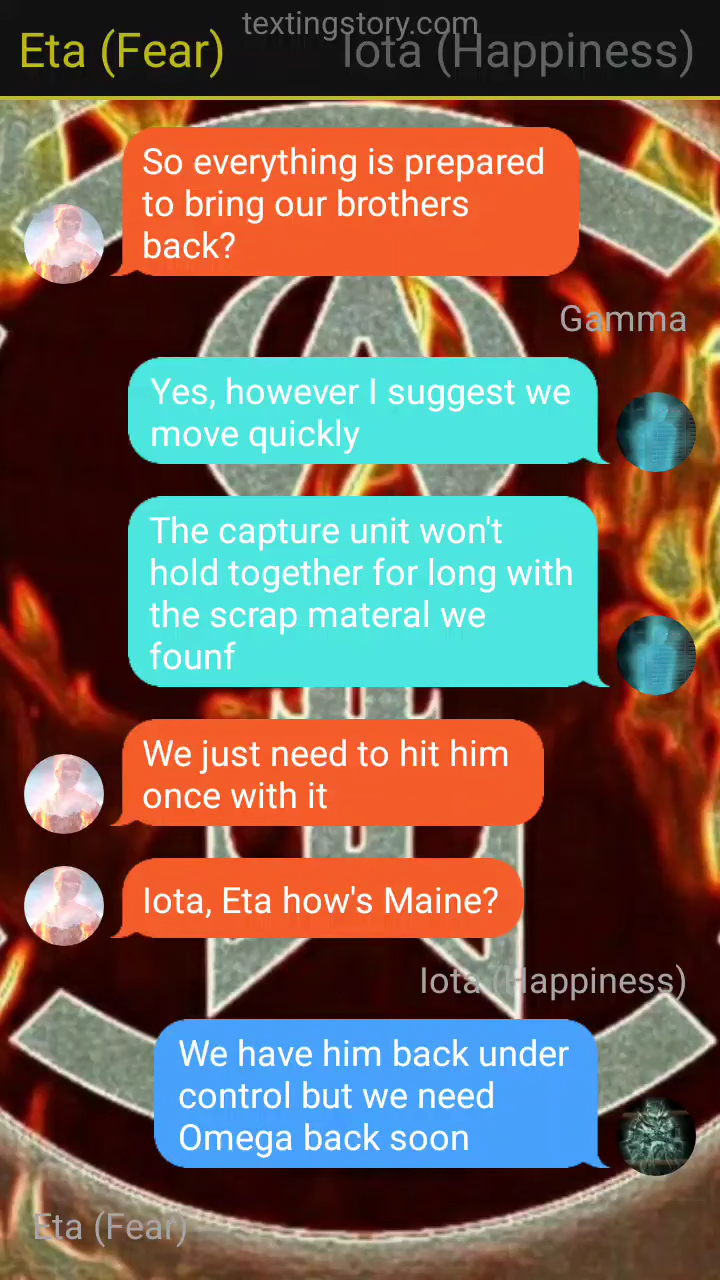 textingstory.com
Eta (Fear)
Iota (Happiness)
So everything is prepared
to bring our brothers
back?
Gamma
Yes, however I suggest we
move quickly
The capture unit won't
hold together for long with
the scrap materal we
founf
We just need to hit him
once with it
Iota, Eta how's Maine?
Iota (Happiness)
We have him back under
control but we need
Omega back soon
Eta (Fear)